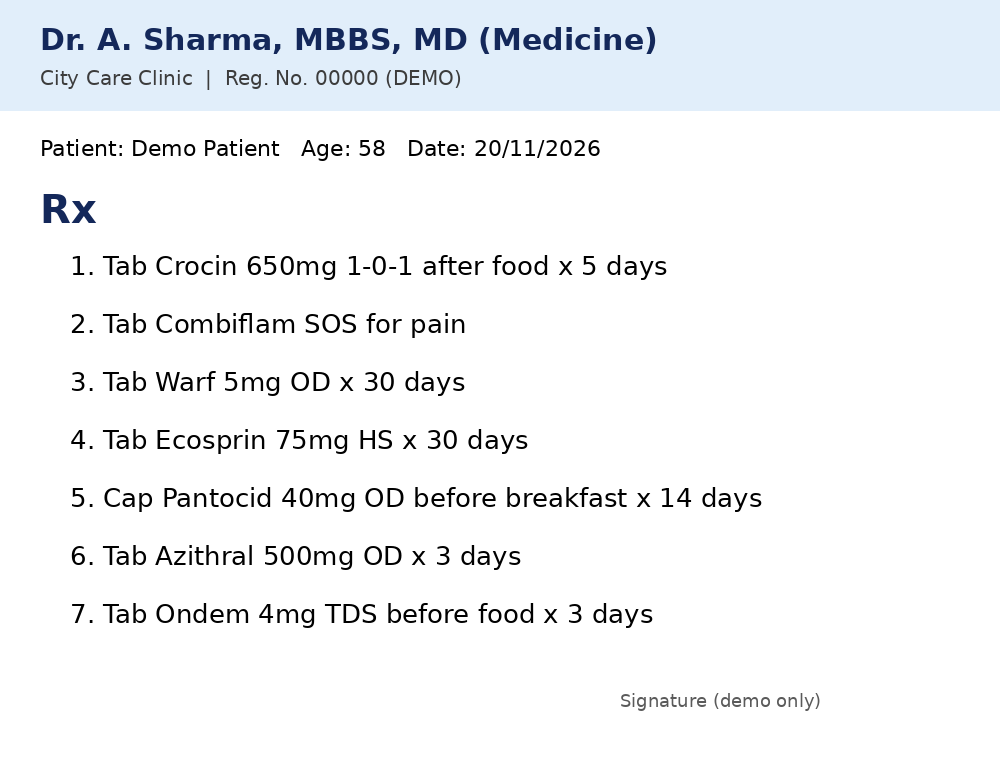 Dr. A. Sharma, MBBS, MD (Medicine)
City Care Clinic | Reg. No. 00000 (DEMO)
Patient: Demo Patient Age: 58 Date: 20/11/2026
Rx
1. Tab Crocin 650mg 1-0-1 after food x 5 days
2. Tab Combiflam SOS for pain
3. Tab Warf 5mg OD x 30 days
4. Tab Ecosprin 75mg HS x 30 days
5. Cap Pantocid 40mg OD before breakfast x 14 days
6. Tab Azithral 500mg OD x 3 days
7. Tab Ondem 4mg TDS before food x 3 days
Signature (demo only)